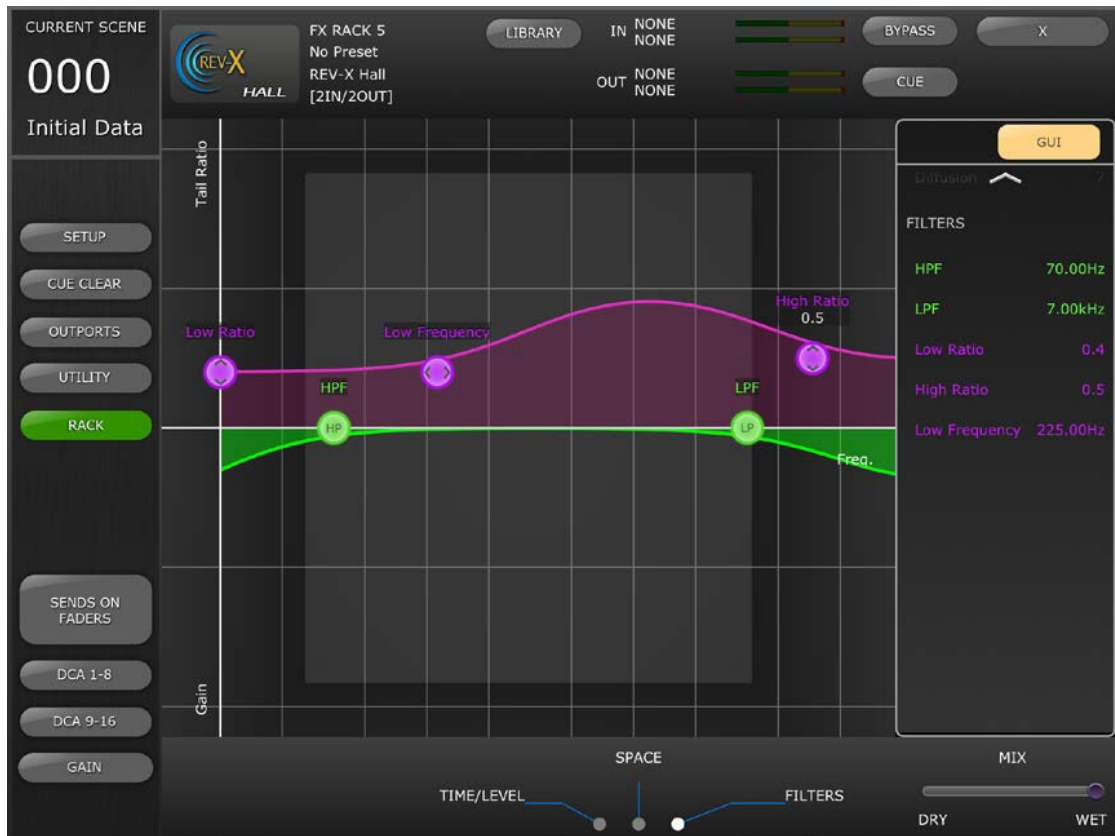 CURRENT SCENE
000
Initial Data
SETUP
CUE CLEAR
OUTPORTS
UTILITY
RACK
SENDS ON
FADERS
DCA 1-8
DCA 9-16
GAIN
REV-X
HALL
FX RACK 5
No Preset
REV-X Hall
[2IN/2OUT]
LIBRARY
IN NONE
NONE
OUT NONE
NONE
BYPASS
X
CUE
Tail Ratio
Low Ratio
Low Frequency
High Ratio
0.5
HPF
HP
LPF
LP
Freq.
Gain
GUI
Diffusion 7
FILTERS
HPF 70.00Hz
LPF 7.00kHz
Low Ratio 0.4
High Ratio 0.5
Low Frequency 225.00Hz
SPACE
TIME/LEVEL
FILTERS
MIX
DRY WET